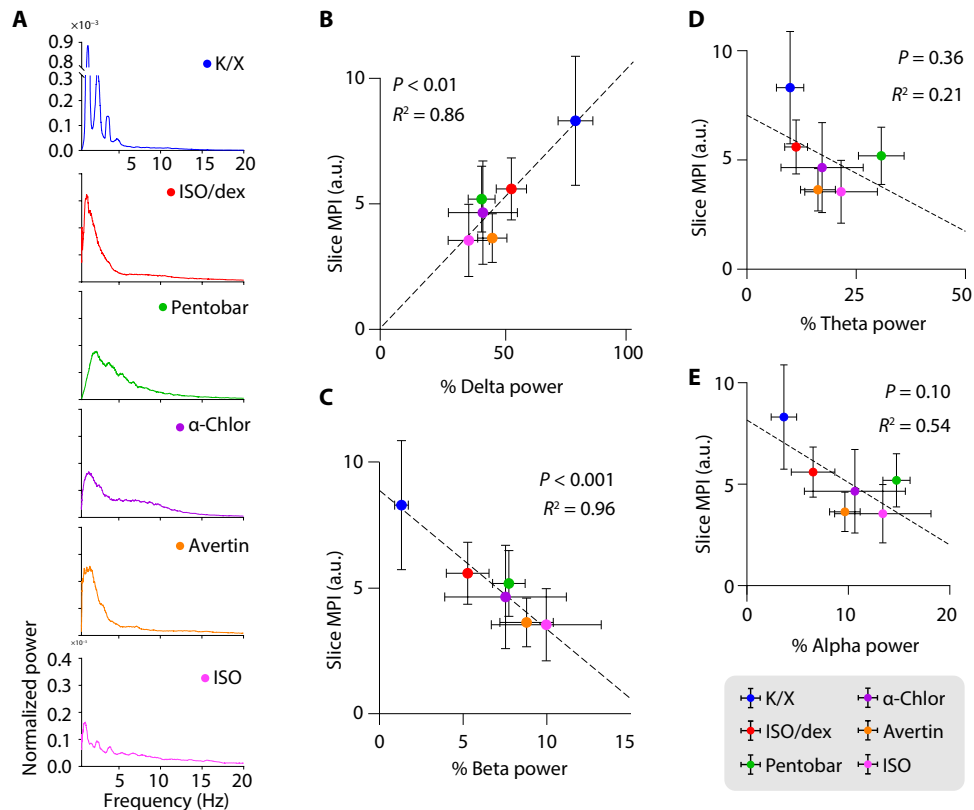 A
×10⁻³
0.9
0.8
0.3
0.2
0.1
0.0
K/X
5 10 15 20
ISO/dex
Pentobar
α-Chlor
Avertin
Normalized power
0.4
0.3
0.2
0.1
0.0
ISO
5 10 15 20
Frequency (Hz)
B
P < 0.01
R² = 0.86
Slice MPI (a.u.)
10
5
0
0 50 100
% Delta power
C
P < 0.001
R² = 0.96
Slice MPI (a.u.)
10
5
0
0 5 10 15
% Beta power
D
P = 0.36
R² = 0.21
Slice MPI (a.u.)
10
5
0
0 25 50
% Theta power
E
P = 0.10
R² = 0.54
Slice MPI (a.u.)
10
5
0
0 10 20
% Alpha power
K/X
ISO/dex
Pentobar
α-Chlor
Avertin
ISO